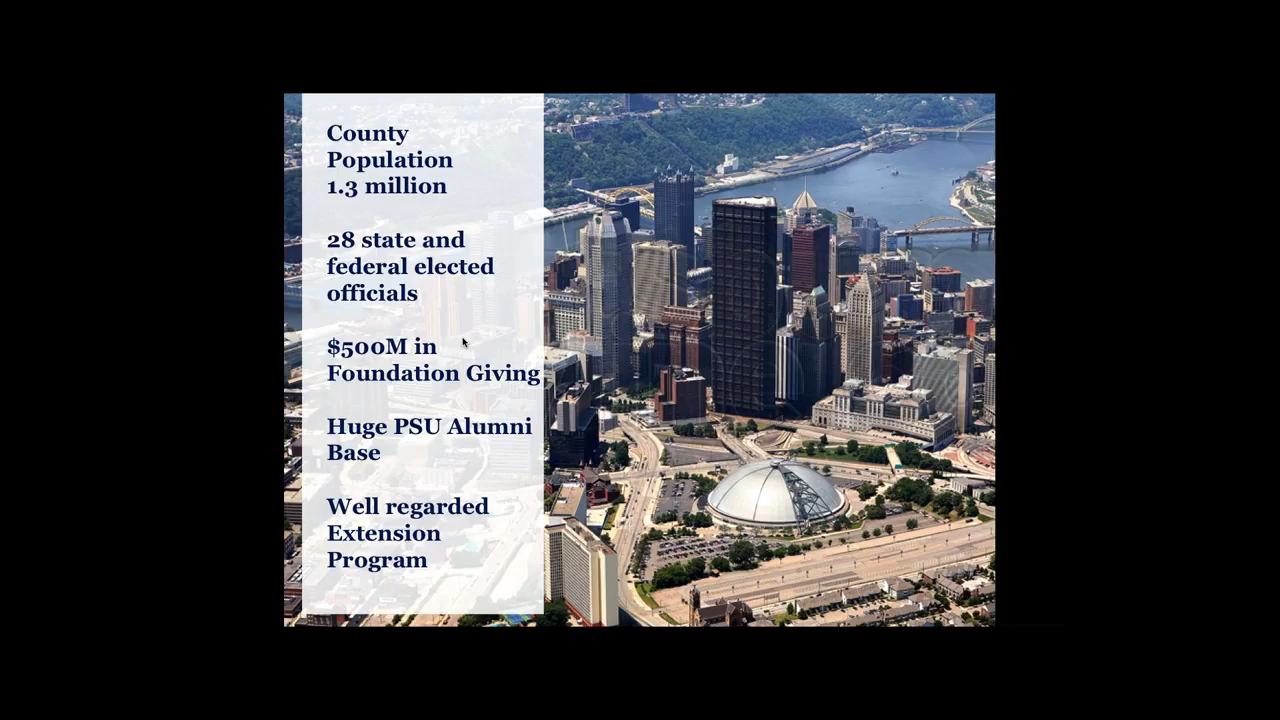 County
Population
1.3 million
28 state and
federal elected
officials
$500M in
Foundation Giving
Huge PSU Alumni
Base
Well regarded
Extension
Program